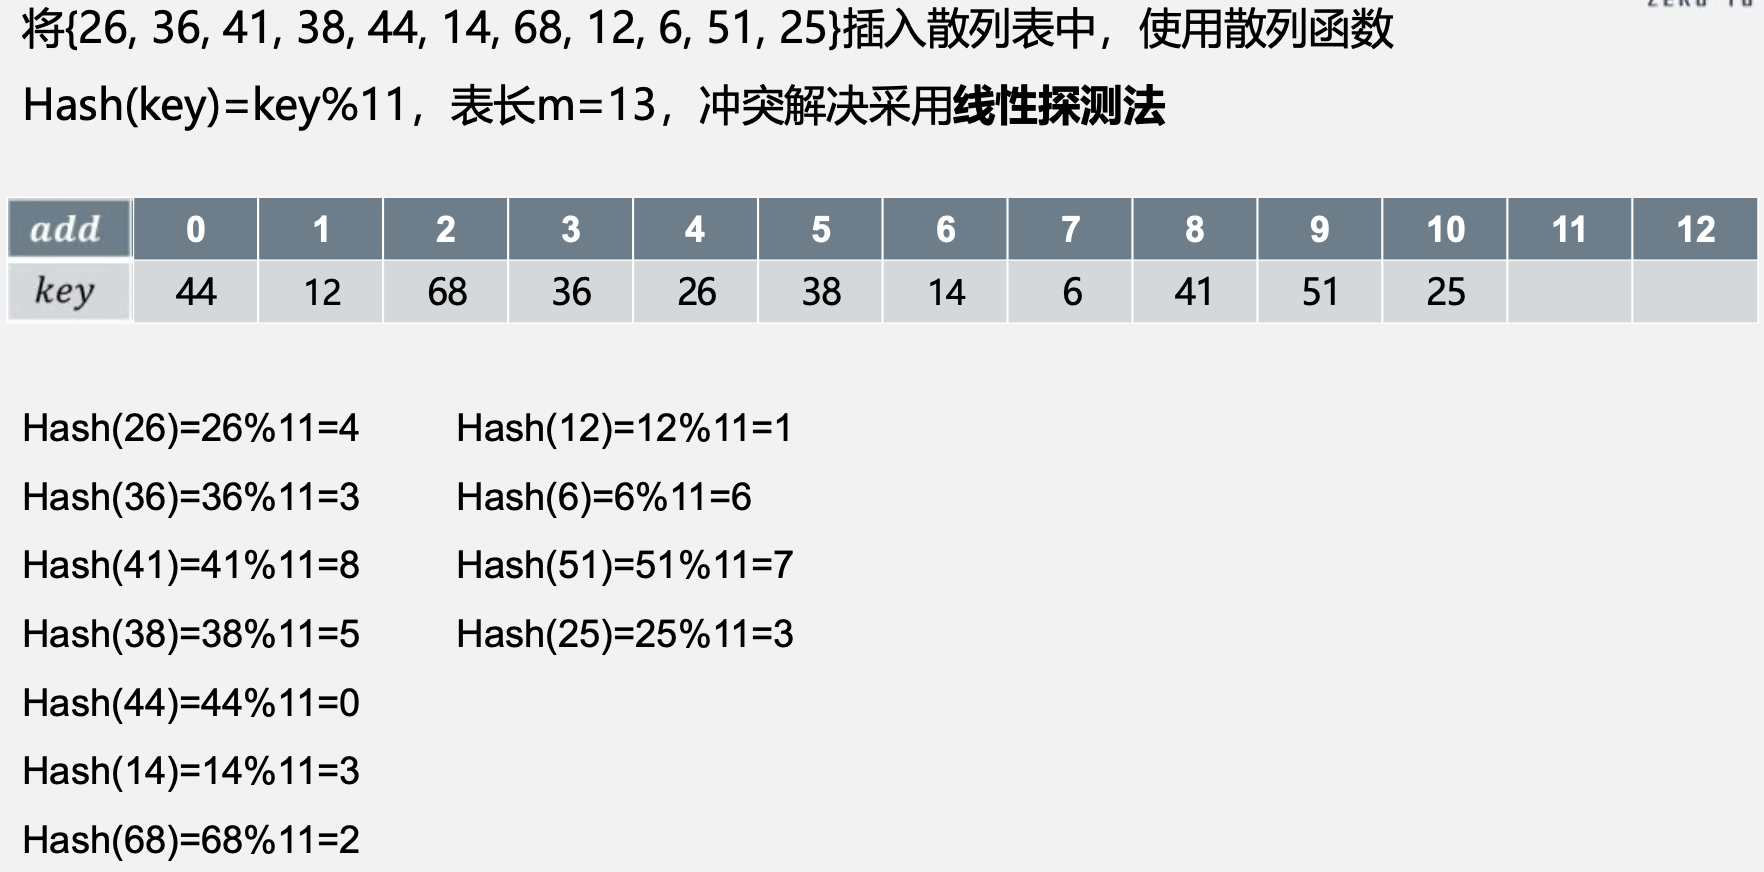 将{26, 36, 41, 38, 44, 14, 68, 12, 6, 51, 25}插入散列表中，使用散列函数
Hash(key)=key%11，表长m=13，冲突解决采用线性探测法
add 0 1 2 3 4 5 6 7 8 9 10 11 12
key 44 12 68 36 26 38 14 6 41 51 25
Hash(26)=26%11=4
Hash(36)=36%11=3
Hash(41)=41%11=8
Hash(38)=38%11=5
Hash(44)=44%11=0
Hash(14)=14%11=3
Hash(68)=68%11=2
Hash(12)=12%11=1
Hash(6)=6%11=6
Hash(51)=51%11=7
Hash(25)=25%11=3